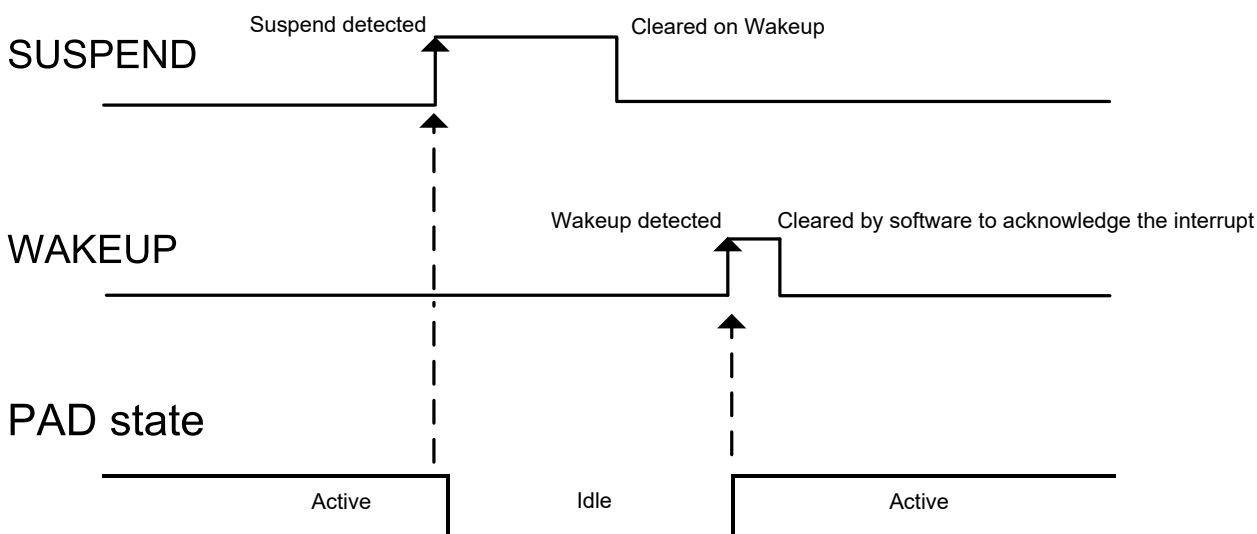 Suspend detected
Cleared on Wakeup
SUSPEND
Wakeup detected
Cleared by software to acknowledge the interrupt
WAKEUP
PAD state
Active
Idle
Active